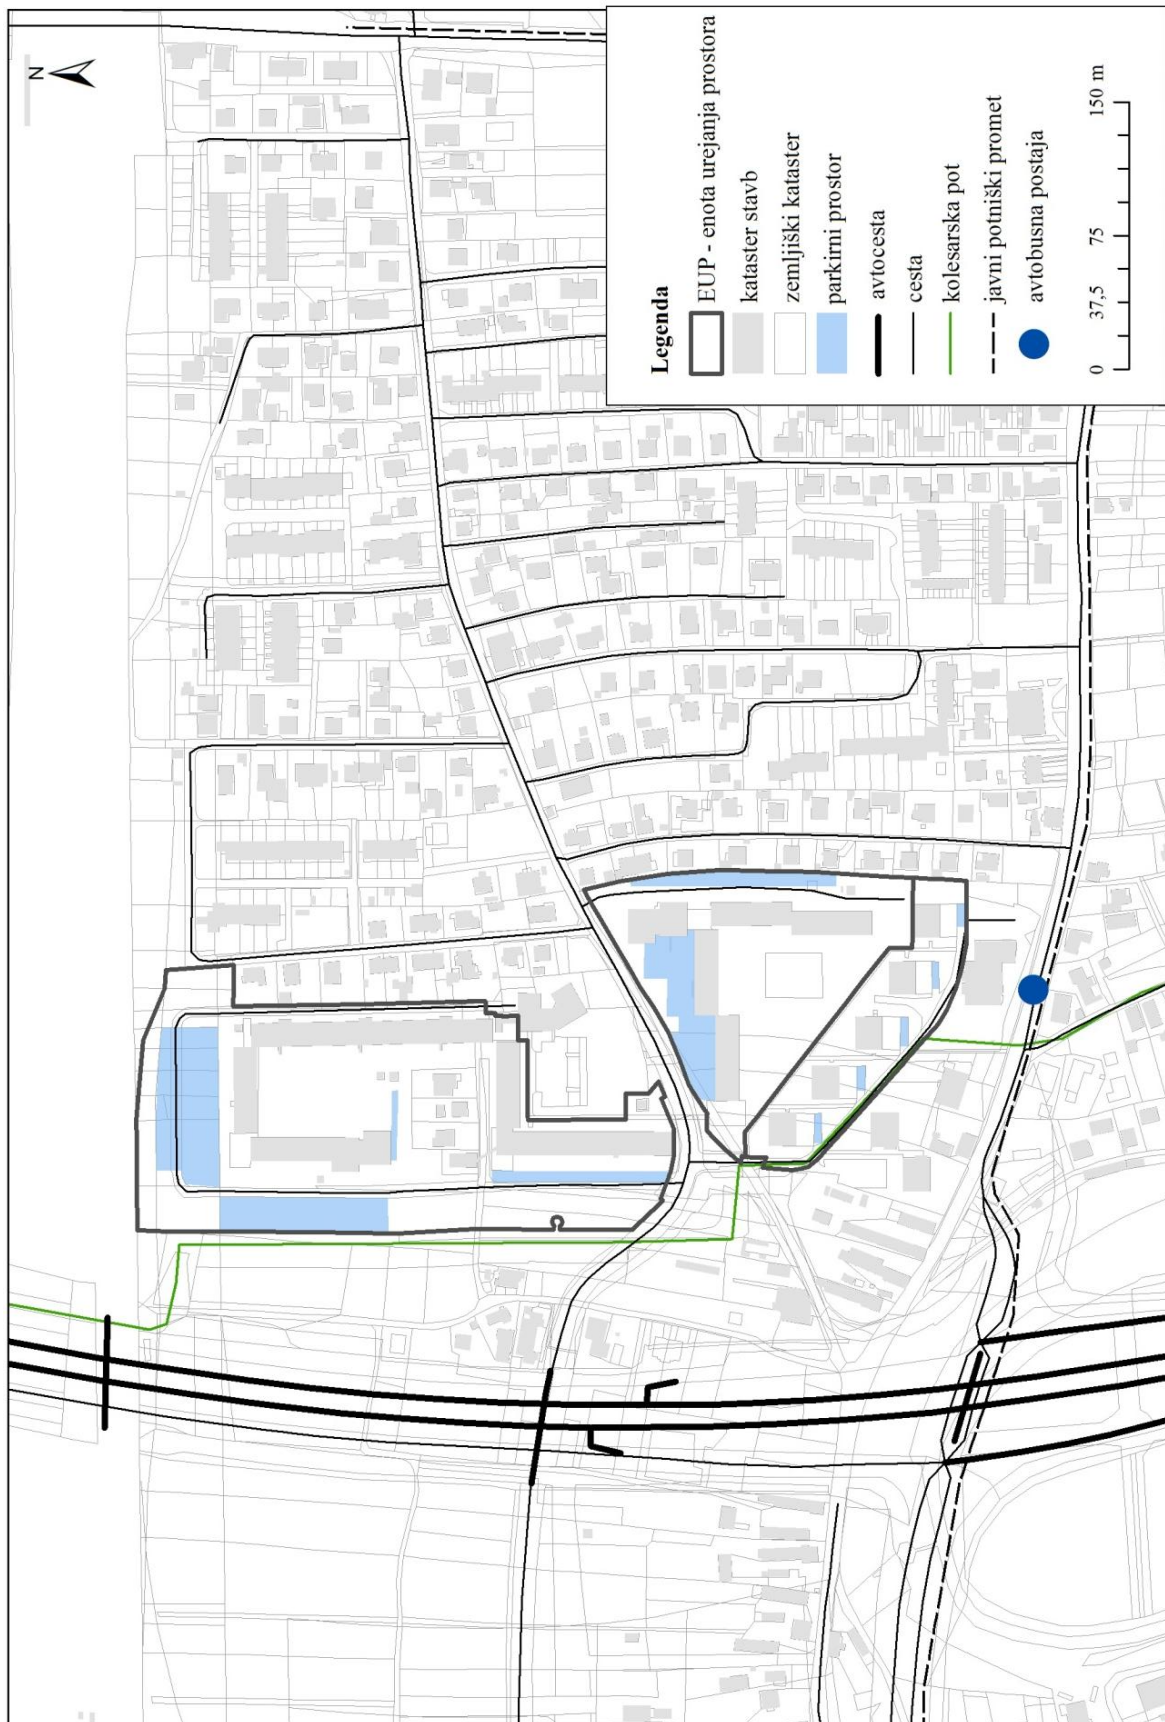 N
Legenda
EUP - enota urejanja prostora
kataster stavb
zemljiški kataster
parkirni prostor
avtocesta
cesta
kolesarska pot
javni potniški promet
avtobusna postaja
0 37,5 75 150 m